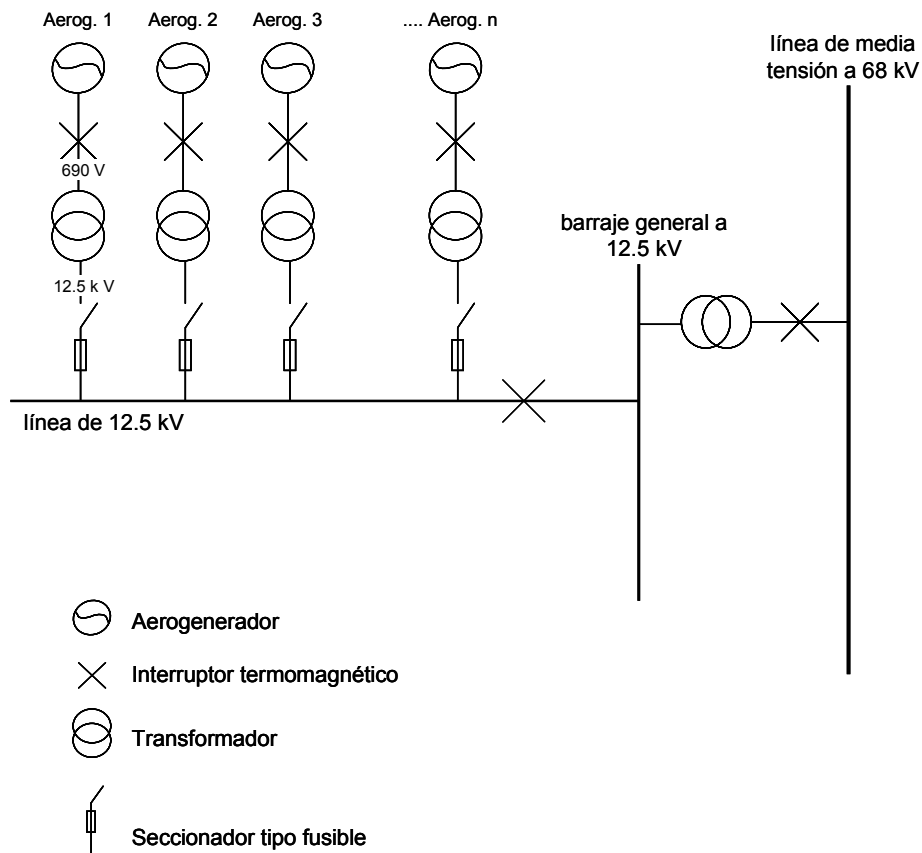 Aerog. 1
Aerog. 2
Aerog. 3
.... Aerog. n
línea de media
tensión a 68 kV
690 V
barraje general a
12.5 kV
12.5 k V
línea de 12.5 kV
Aerogenerador
Interruptor termomagnético
Transformador
Seccionador tipo fusible